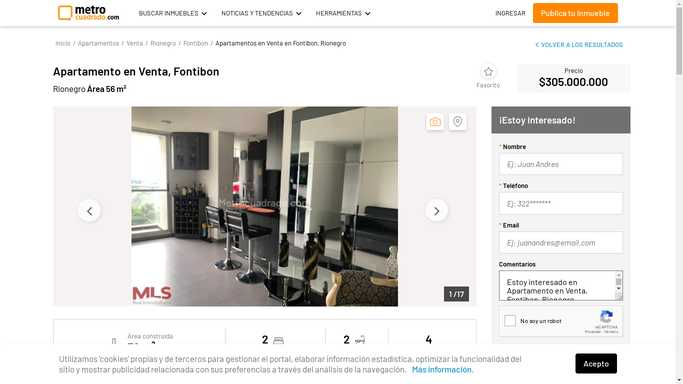 metro
cuadrado.com
BUSCAR INMUEBLES
NOTICIAS Y TENDENCIAS
HERRAMIENTAS
INGRESAR
Publica tu Inmueble
Inicio / Apartamentos / Venta / Rionegro / Fontibon / Apartamentos en Venta en Fontibon, Rionegro
VOLVER A LOS RESULTADOS
Apartamento en Venta, Fontibon
Rionegro Área 56 m²
Favorito
Precio
$305.000.000
¡Estoy Interesado!
* Nombre
Ej: Juan Andres
* Teléfono
Ej: 322*******
* Email
Ej: juanandres@email.com
Comentarios
Estoy interesado en
Apartamento en Venta,
Fontibon, Rionegro
No soy un robot
reCAPTCHA
Privacidad - Términos
Metrocuadrado.com
MLS
1 / 17
Área construida
2
2
4
Utilizamos 'cookies' propias y de terceros para gestionar el portal, elaborar información estadística, optimizar la funcionalidad del
sitio y mostrar publicidad relacionada con sus preferencias a través del análisis de la navegación. Más información.
Acepto